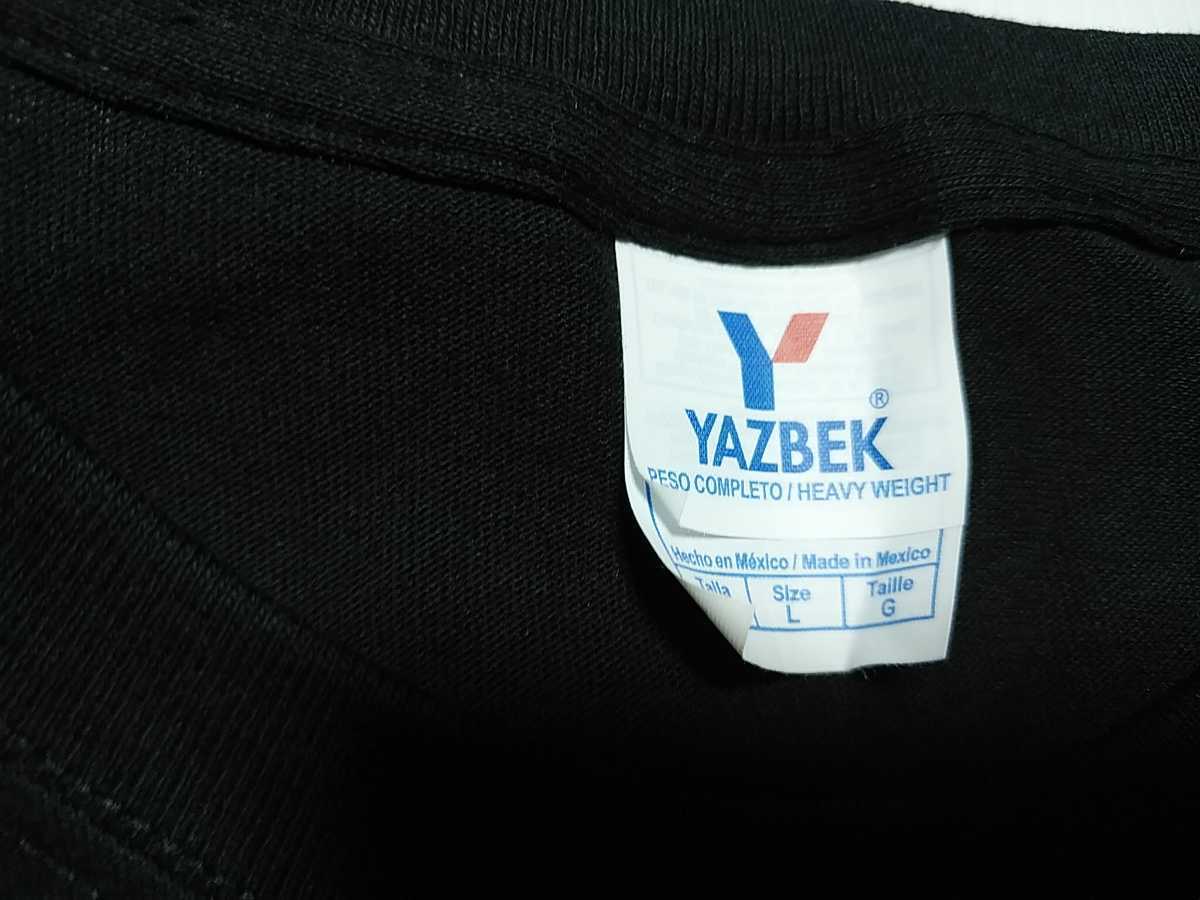 Y
®
YAZBEK
PESO COMPLETO / HEAVY WEIGHT
Hecho en México / Made in Mexico
Talla Size Taille
L G